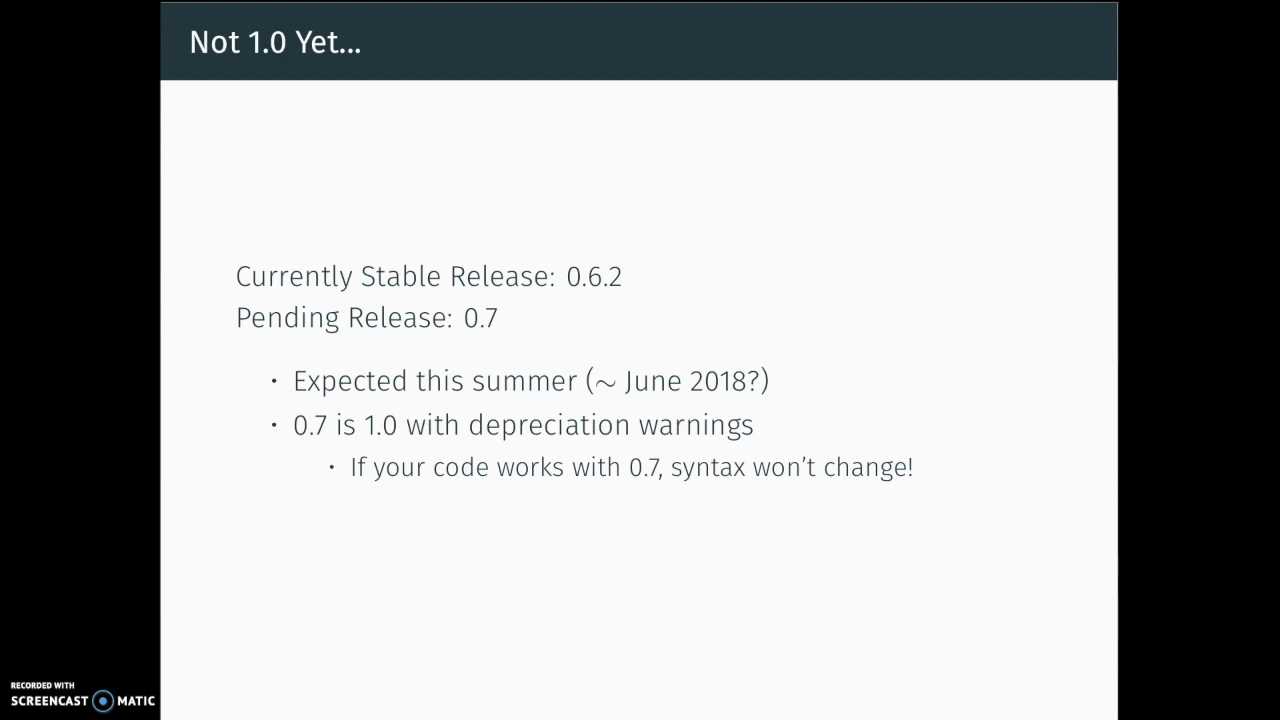 Not 1.0 Yet...
Currently Stable Release: 0.6.2
Pending Release: 0.7
· Expected this summer (∼ June 2018?)
· 0.7 is 1.0 with depreciation warnings
· If your code works with 0.7, syntax won't change!
RECORDED WITH
SCREENCAST MATIC